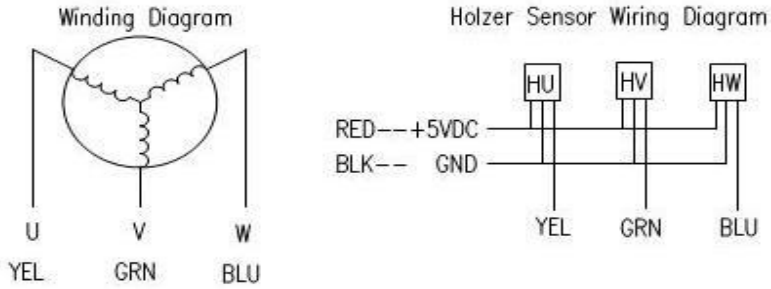 Winding Diagram
U V W
YEL GRN BLU
Holzer Sensor Wiring Diagram
HU HV HW
RED--+5VDC
BLK-- GND
YEL GRN BLU